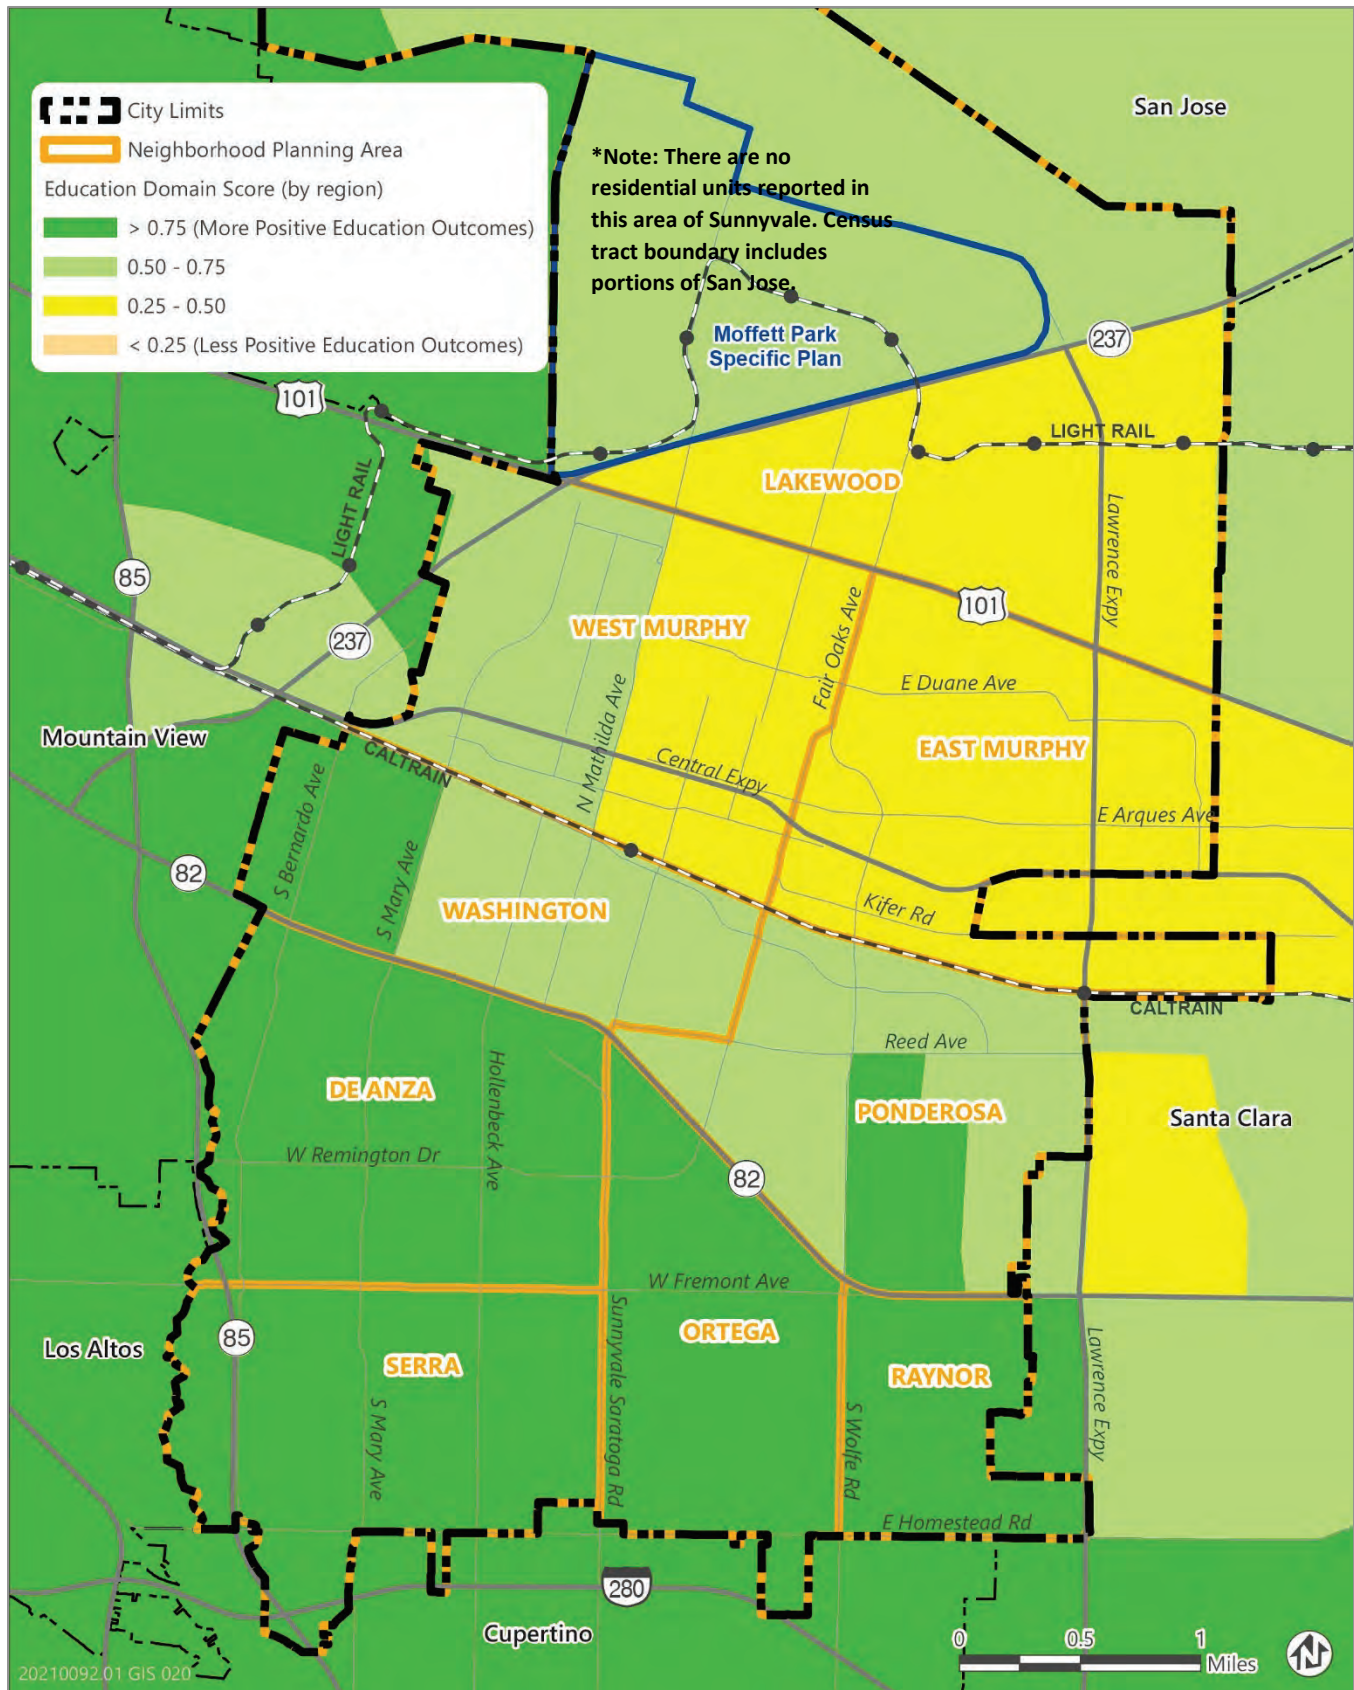 San Jose
City Limits
Neighborhood Planning Area
Education Domain Score (by region)
> 0.75 (More Positive Education Outcomes)
0.50 - 0.75
0.25 - 0.50
< 0.25 (Less Positive Education Outcomes)
*Note: There are no
residential units reported in
this area of Sunnyvale. Census
tract boundary includes
portions of San Jose.
Moffett Park
Specific Plan
237
101
LIGHT RAIL
LAKEWOOD
LIGHT RAIL
Lawrence Expy
85
101
237
WEST MURPHY
Fair Oaks Ave
E Duane Ave
Mountain View
CALTRAIN
N Mathilda Ave
EAST MURPHY
Central Expy
S Bernardo Ave
E Arques Ave
82
S Mary Ave
WASHINGTON
Kifer Rd
CALTRAIN
Reed Ave
Hollenbeck Ave
DE ANZA
PONDEROSA
Santa Clara
W Remington Dr
82
W Fremont Ave
Los Altos
85
SERRA
Sunnyvale Saratoga Rd
ORTEGA
RAYNOR
S Mary Ave
S Wolfe Rd
Lawrence Expy
E Homestead Rd
280
Cupertino
0 0.5 1
Miles
N
20210092.01 GIS 020